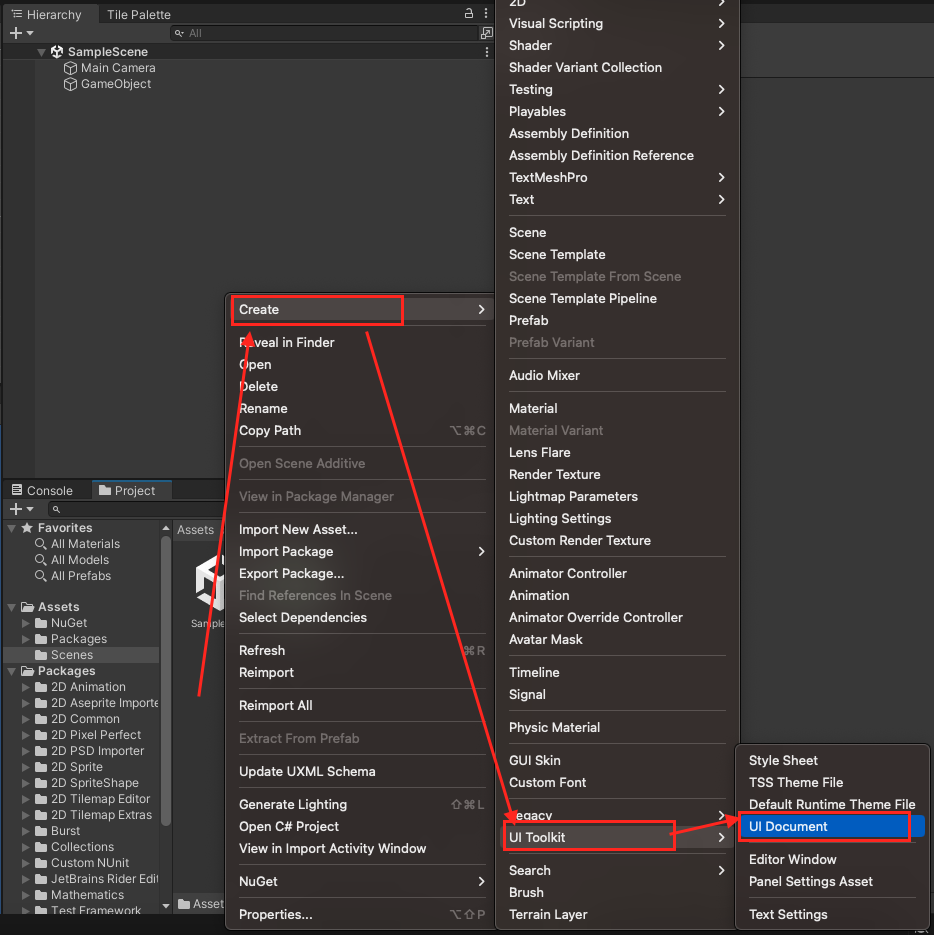 Hierarchy
Tile Palette
All
SampleScene
Main Camera
GameObject
Console
Project
Favorites
All Materials
All Models
All Prefabs
Assets
NuGet
Packages
Scenes
Packages
2D Animation
2D Aseprite Importe
2D Common
2D Pixel Perfect
2D PSD Importer
2D Sprite
2D SpriteShape
2D Tilemap Editor
2D Tilemap Extras
Burst
Collections
Custom NUnit
JetBrains Rider Edit
Mathematics
Test Framework
Assets
Sample
Asset
Create
Reveal in Finder
Open
Delete
Rename
Copy Path ⌥⌘C
Open Scene Additive
View in Package Manager
Import New Asset...
Import Package
Export Package...
Find References In Scene
Select Dependencies
Refresh ⌘R
Reimport
Reimport All
Extract From Prefab
Update UXML Schema
Generate Lighting ⇧⌘L
Open C# Project
View in Import Activity Window
NuGet
Properties... ⌥⇧P
2D
Visual Scripting
Shader
Shader Variant Collection
Testing
Playables
Assembly Definition
Assembly Definition Reference
TextMeshPro
Text
Scene
Scene Template
Scene Template From Scene
Scene Template Pipeline
Prefab
Prefab Variant
Audio Mixer
Material
Material Variant
Lens Flare
Render Texture
Lightmap Parameters
Lighting Settings
Custom Render Texture
Animator Controller
Animation
Animator Override Controller
Avatar Mask
Timeline
Signal
Physic Material
GUI Skin
Custom Font
Legacy
UI Toolkit
Search
Brush
Terrain Layer
Style Sheet
TSS Theme File
Default Runtime Theme File
UI Document
Editor Window
Panel Settings Asset
Text Settings